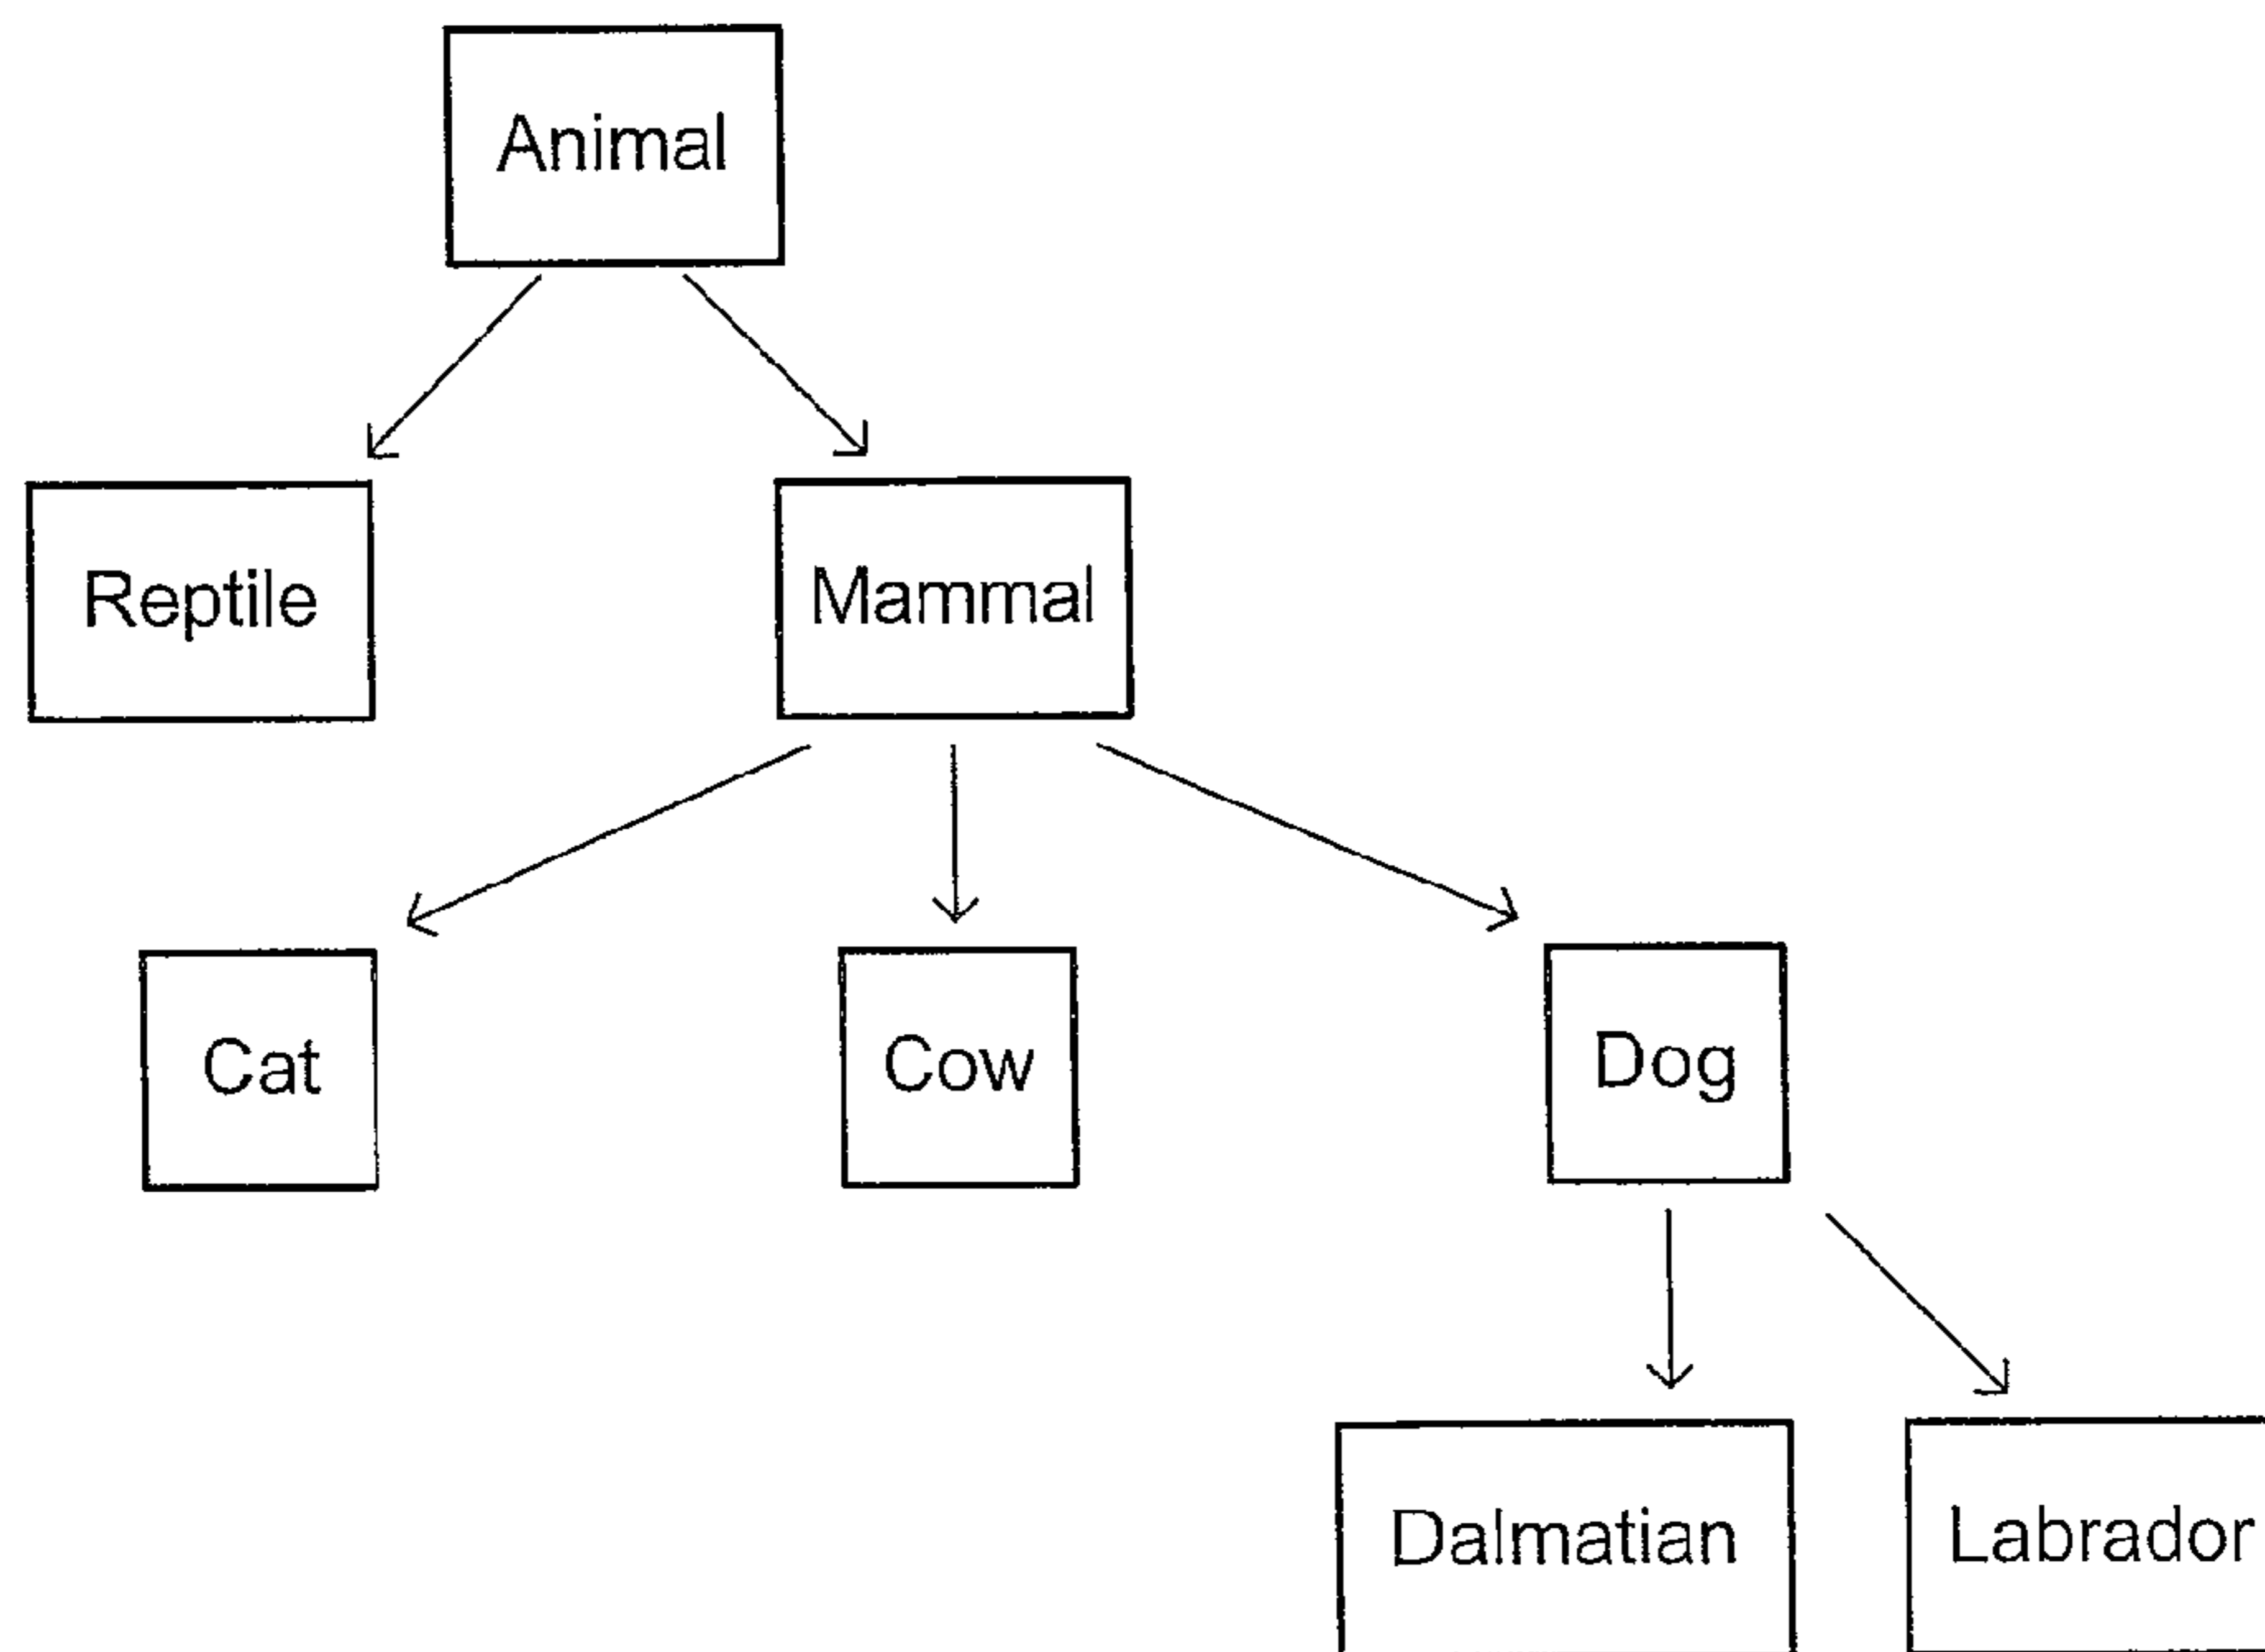 Animal
Reptile
Mammal
Cat
Cow
Dog
Dalmatian
Labrador